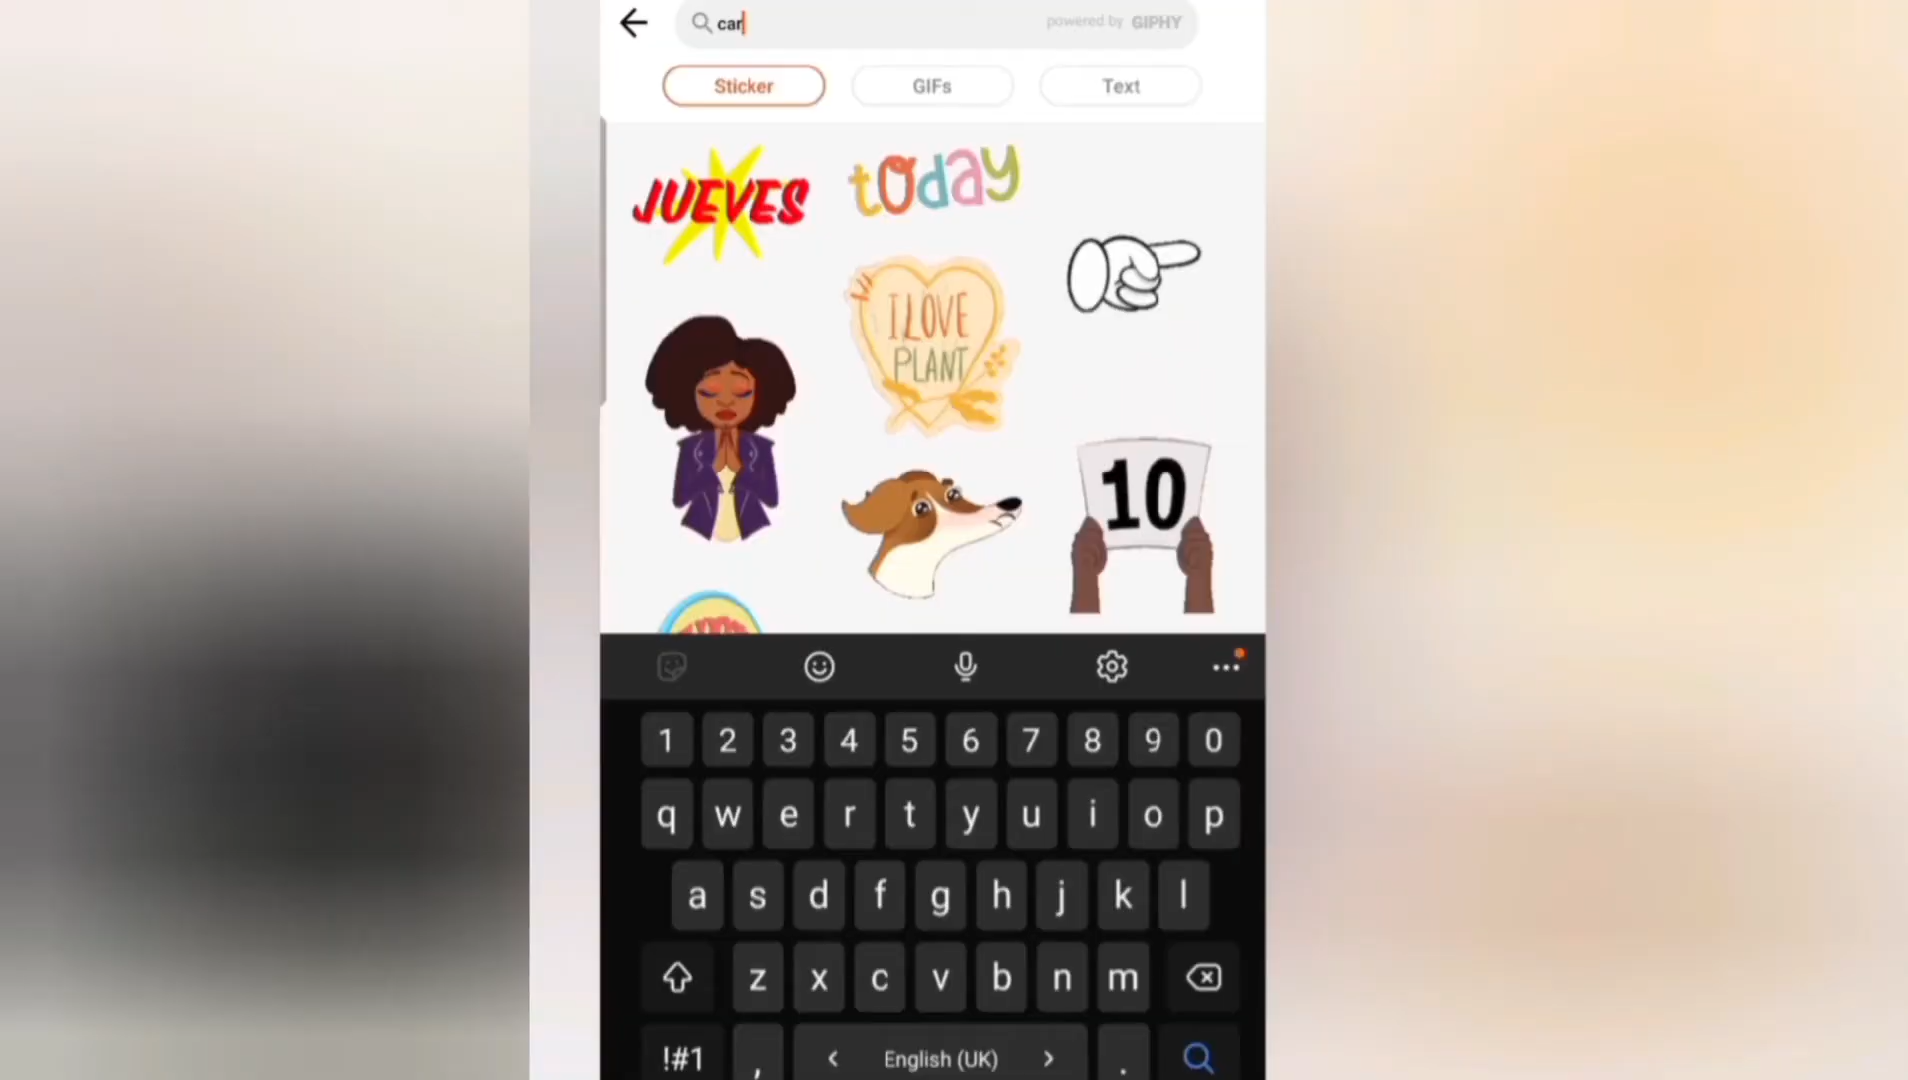 car
powered by GIPHY
Sticker
GIFs
Text
JUEVES
today
I LOVE
PLANT
10
1 2 3 4 5 6 7 8 9 0
q w e r t y u i o p
a s d f g h j k l
z x c v b n m
!#1 , < English (UK) > .